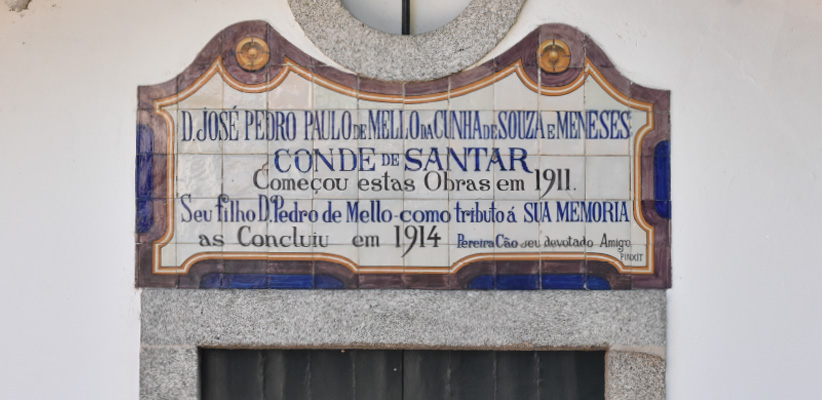 D. JOSÉ PEDRO PAULO DE MELLO DA CUNHA DE SOUZA E MENESES
CONDE DE SANTAR
Começou estas Obras em 1911.
Seu filho D. Pedro de Mello - como tributo á SUA MEMORIA
as Concluiu em 1914 Pereira Cão seu devotado Amigo
PINXIT